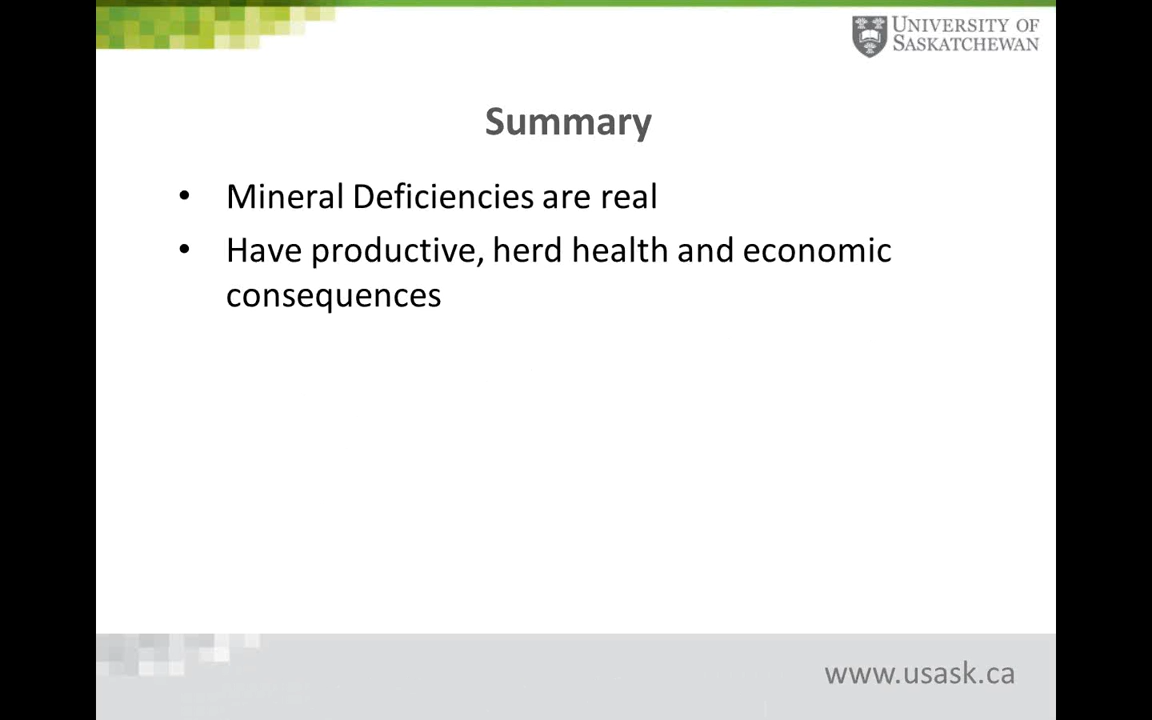 UNIVERSITY OF
SASKATCHEWAN
Summary
• Mineral Deficiencies are real
• Have productive, herd health and economic
consequences
www.usask.ca